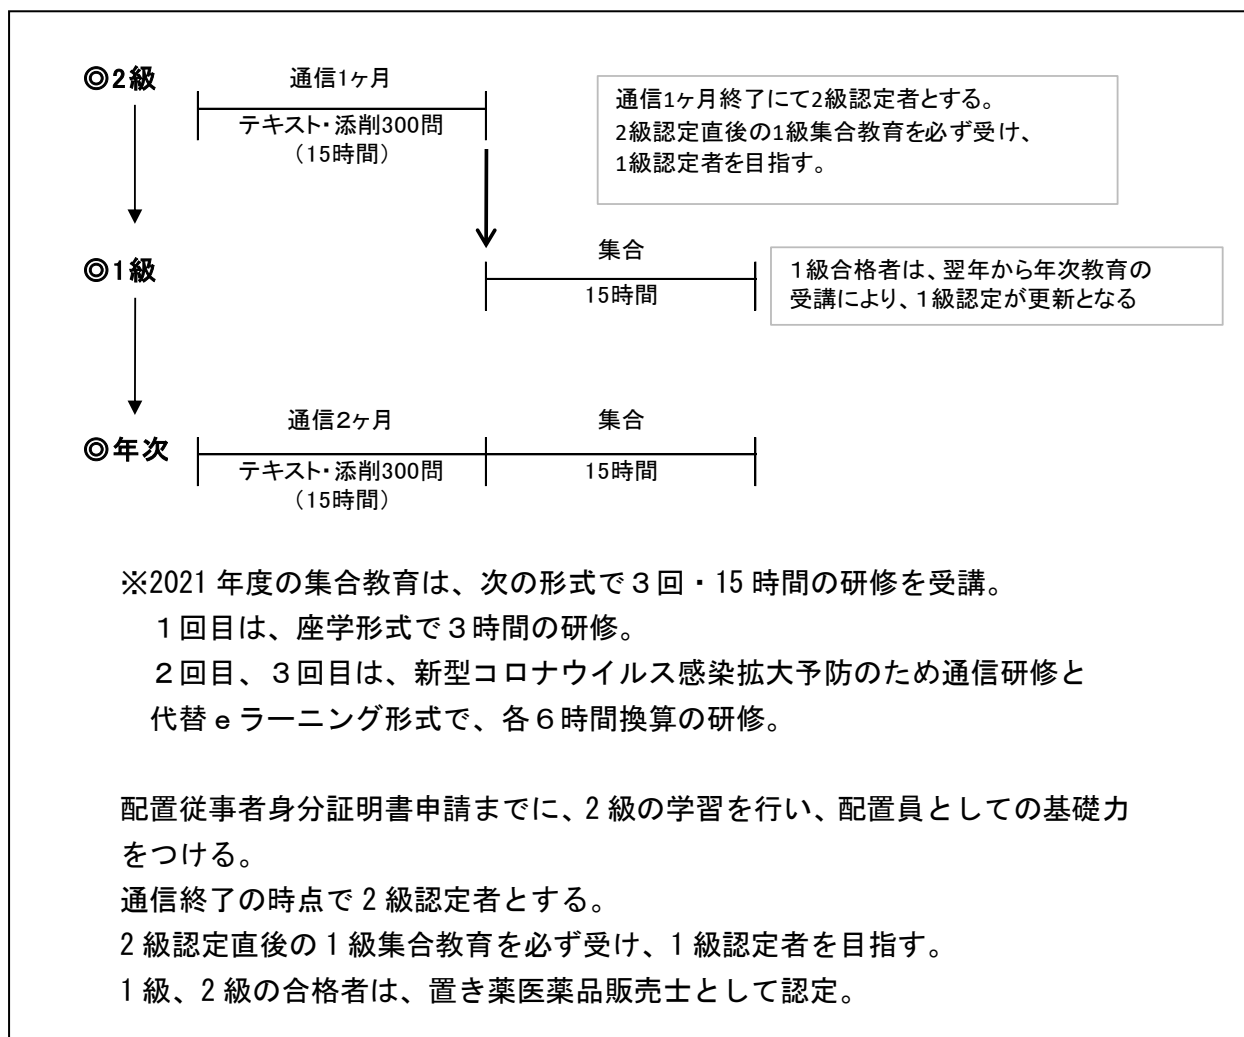 ◎2級
通信1ヶ月
テキスト・添削300問
（15時間）
通信1ヶ月終了にて2級認定者とする。
2級認定直後の1級集合教育を必ず受け、
1級認定者を目指す。
◎1級
集合
15時間
１級合格者は、翌年から年次教育の
受講により、１級認定が更新となる
◎年次
通信２ヶ月
テキスト・添削300問
（15時間）
集合
15時間
※2021 年度の集合教育は、次の形式で３回・15 時間の研修を受講。
１回目は、座学形式で３時間の研修。
２回目、３回目は、新型コロナウイルス感染拡大予防のため通信研修と
代替ｅラーニング形式で、各６時間換算の研修。
配置従事者身分証明書申請までに、2 級の学習を行い、配置員としての基礎力
をつける。
通信終了の時点で 2 級認定者とする。
2 級認定直後の 1 級集合教育を必ず受け、1 級認定者を目指す。
1 級、2 級の合格者は、置き薬医薬品販売士として認定。